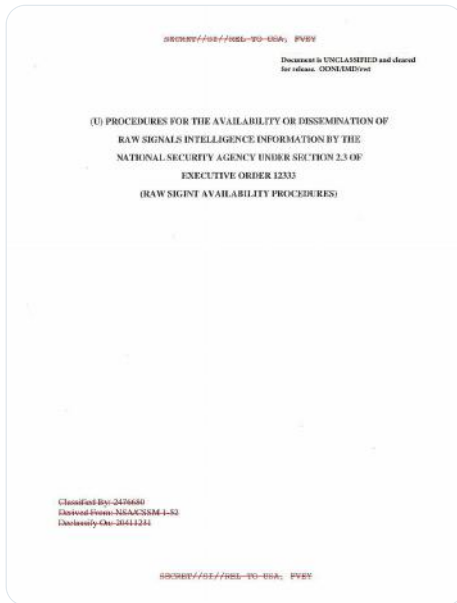 SECRET//SI//REL TO USA, FVEY
Document is UNCLASSIFIED and cleared
for release. ODNI/IMD/rwt
(U) PROCEDURES FOR THE AVAILABILITY OR DISSEMINATION OF
RAW SIGNALS INTELLIGENCE INFORMATION BY THE
NATIONAL SECURITY AGENCY UNDER SECTION 2.3 OF
EXECUTIVE ORDER 12333
(RAW SIGINT AVAILABILITY PROCEDURES)
Classified By: 2476680
Derived From: NSA/CSSM 1-52
Declassify On: 20411231
SECRET//SI//REL TO USA, FVEY